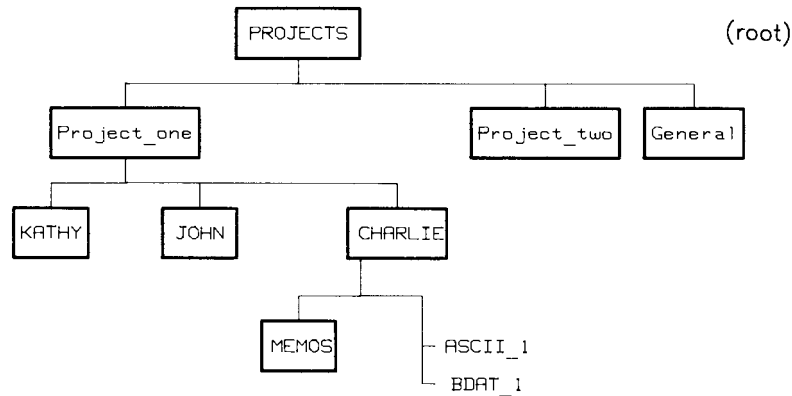 PROJECTS
(root)
Project_one
Project_two
General
KATHY
JOHN
CHARLIE
MEMOS
ASCII_1
BDAT_1